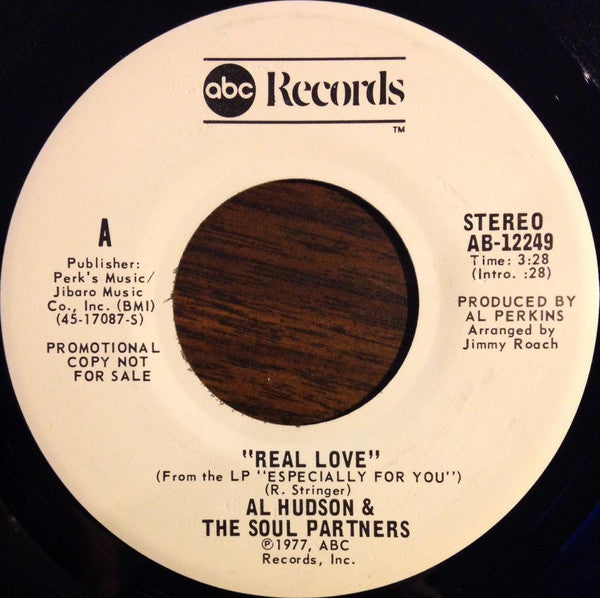 abc Records
TM
A
Publisher:
Perk's Music/
Jibaro Music
Co., Inc. (BMI)
(45-17087-S)
PROMOTIONAL
COPY NOT
FOR SALE
STEREO
AB-12249
Time: 3:28
(Intro. :28)
PRODUCED BY
AL PERKINS
Arranged by
Jimmy Roach
"REAL LOVE"
(From the LP "ESPECIALLY FOR YOU")
(R. Stringer)
AL HUDSON &
THE SOUL PARTNERS
Ⓟ1977, ABC
Records, Inc.